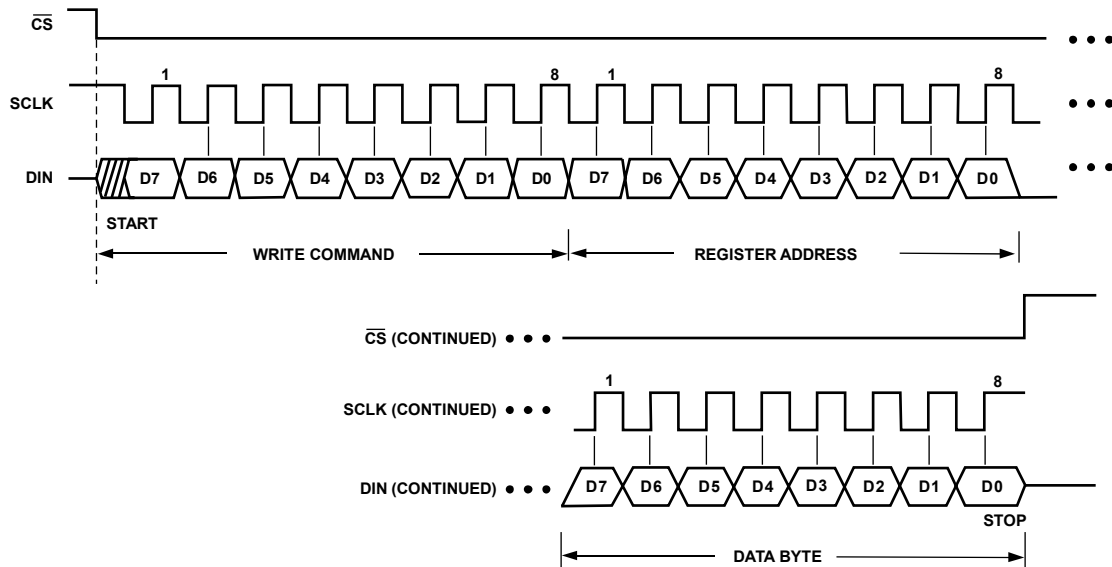 C̅S̅
1 8 1 8
SCLK
DIN D7 D6 D5 D4 D3 D2 D1 D0 D7 D6 D5 D4 D3 D2 D1 D0
START
WRITE COMMAND REGISTER ADDRESS
C̅S̅ (CONTINUED)
1 8
SCLK (CONTINUED)
DIN (CONTINUED) D7 D6 D5 D4 D3 D2 D1 D0
STOP
DATA BYTE